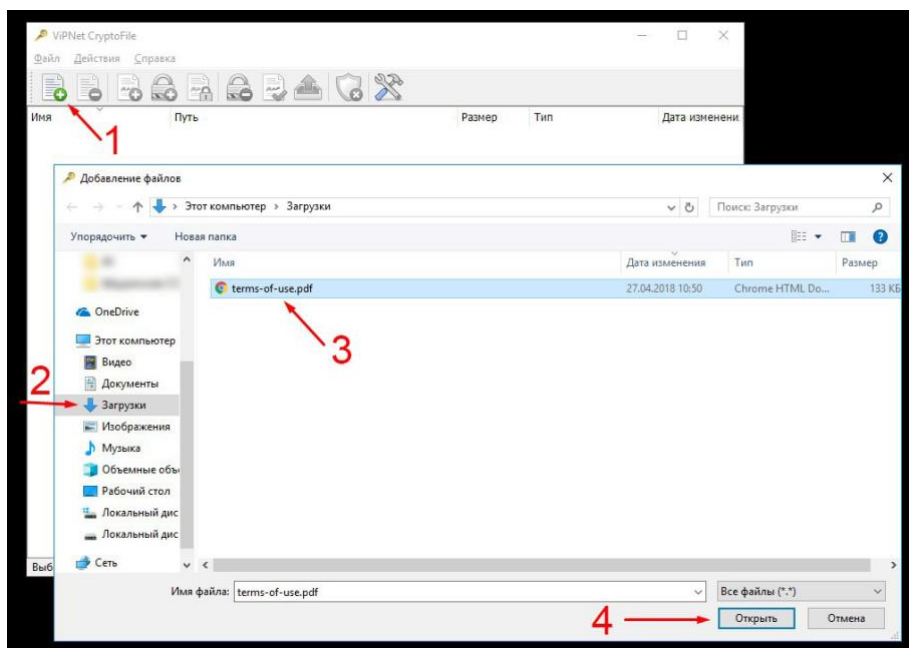 ViPNet CryptoFile
Файл Действия Справка
Имя Путь Размер Тип Дата изменени
1
Добавление файлов
Этот компьютер › Загрузки
Поиск: Загрузки
Упорядочить Новая папка
Имя Дата изменения Тип Размер
terms-of-use.pdf 27.04.2018 10:50 Chrome HTML Do... 133 КБ
OneDrive
Этот компьютер
3
Видео
2
Документы
Загрузки
Изображения
Музыка
Объемные объ
Рабочий стол
Локальный дис
Локальный дис
Сеть
Выб
Имя файла: terms-of-use.pdf Все файлы (*.*)
4
Открыть Отмена